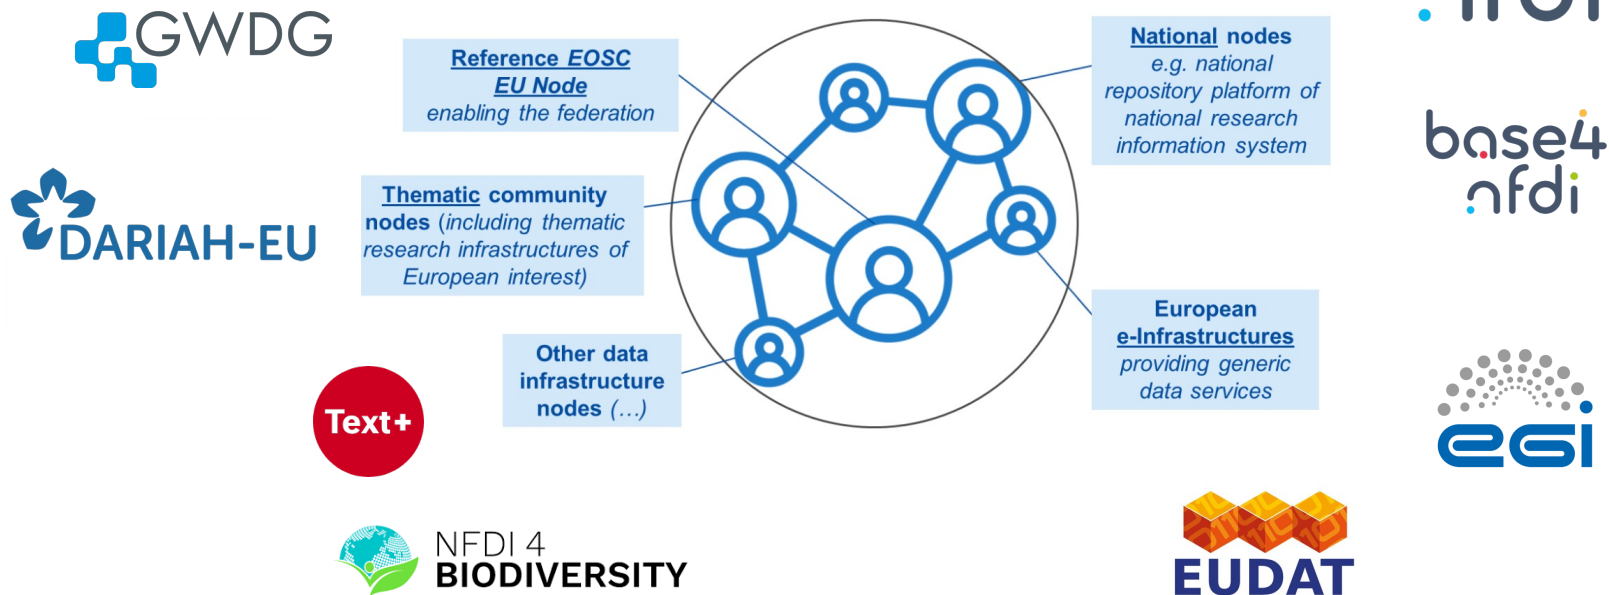 GWDG
Reference EOSC
EU Node
enabling the federation
National nodes
e.g. national
repository platform of
national research
information system
base4
nfdi
DARIAH-EU
Thematic community
nodes (including thematic
research infrastructures of
European interest)
Other data
infrastructure
nodes (...)
European
e-Infrastructures
providing generic
data services
Text+
egi
NFDI 4
BIODIVERSITY
EUDAT